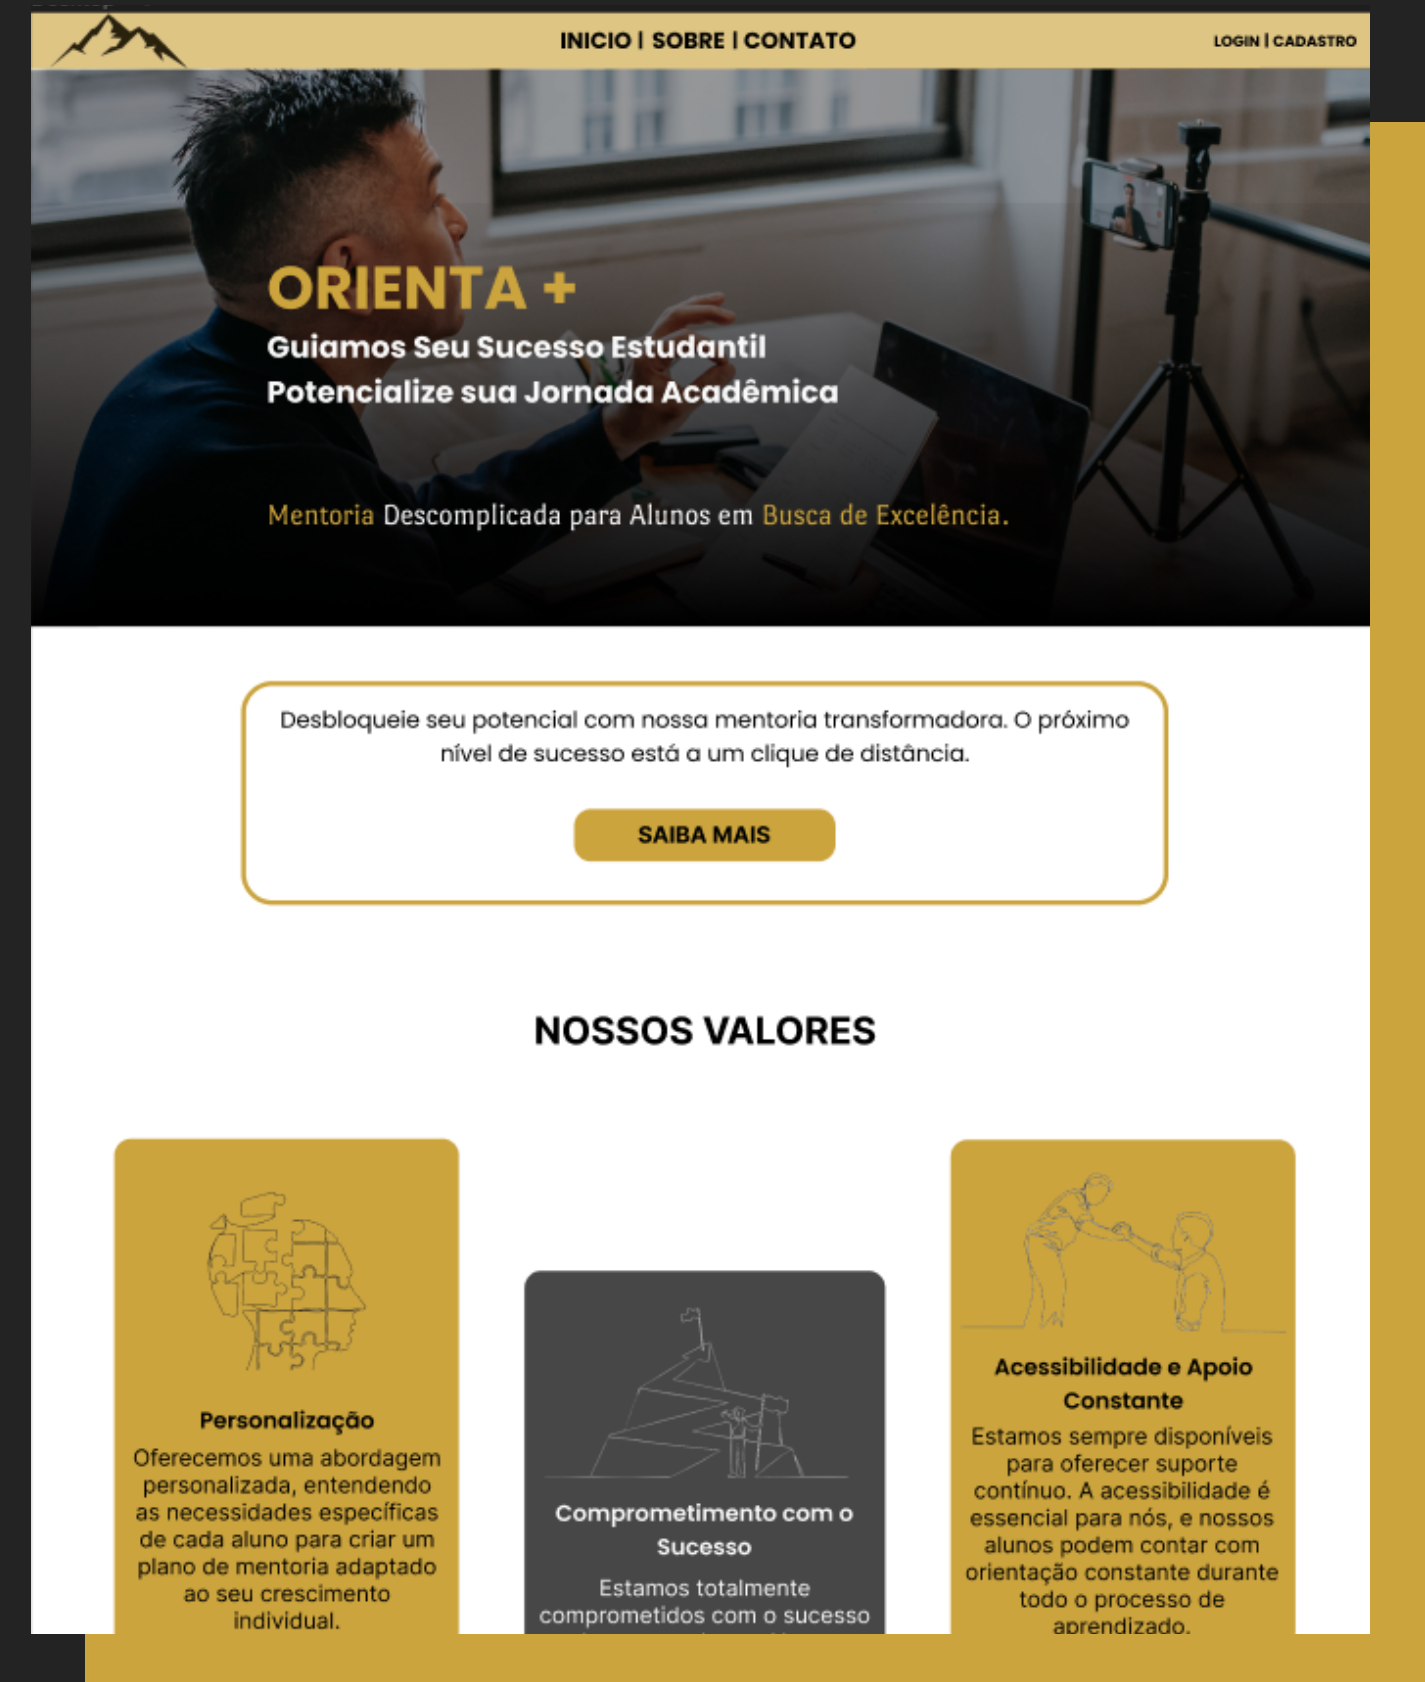 INICIO | SOBRE | CONTATO
LOGIN | CADASTRO
ORIENTA +
Guiamos Seu Sucesso Estudantil
Potencialize sua Jornada Acadêmica
Mentoria Descomplicada para Alunos em Busca de Excelência.
Desbloqueie seu potencial com nossa mentoria transformadora. O próximo
nível de sucesso está a um clique de distância.
SAIBA MAIS
NOSSOS VALORES
Personalização
Oferecemos uma abordagem
personalizada, entendendo
as necessidades específicas
de cada aluno para criar um
plano de mentoria adaptado
ao seu crescimento
individual.
Comprometimento com o
Sucesso
Estamos totalmente
comprometidos com o sucesso
Acessibilidade e Apoio
Constante
Estamos sempre disponíveis
para oferecer suporte
contínuo. A acessibilidade é
essencial para nós, e nossos
alunos podem contar com
orientação constante durante
todo o processo de
aprendizado.